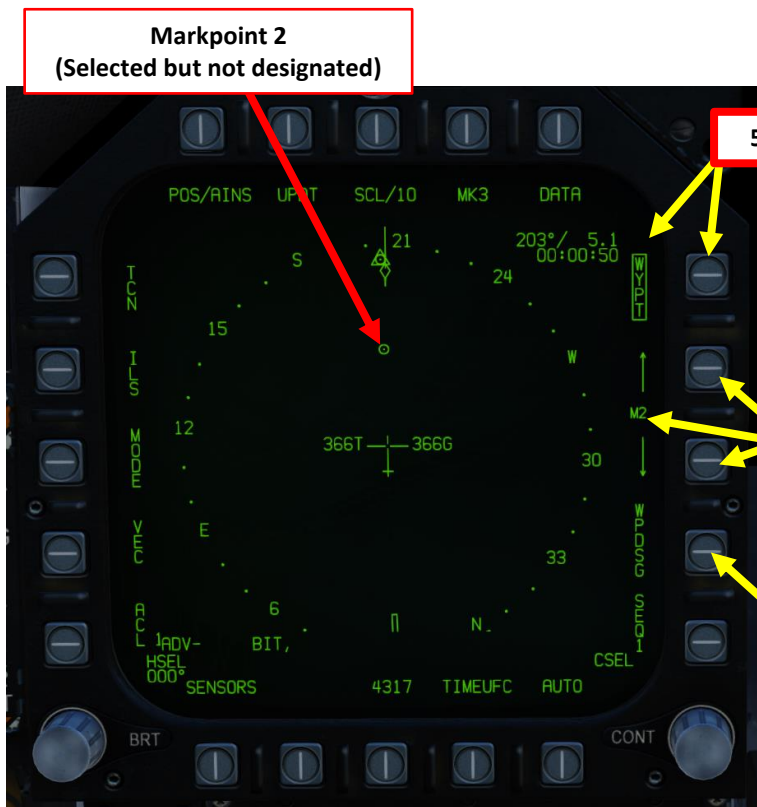 Markpoint 2
(Selected but not designated)
5
POS/AINS UPDT SCL/10 MK3 DATA
203°/ 5.1
00:00:50
TCN
ILS
MODE
VEC
ACL
WYPT
M2
WPDSG
SEQ1
S
21
24
15
W
12
366T
366G
30
E
33
6
N
1ADV-
BIT,
HSEL
000°
CSEL
SENSORS 4317 TIMEUFC AUTO
BRT
CONT